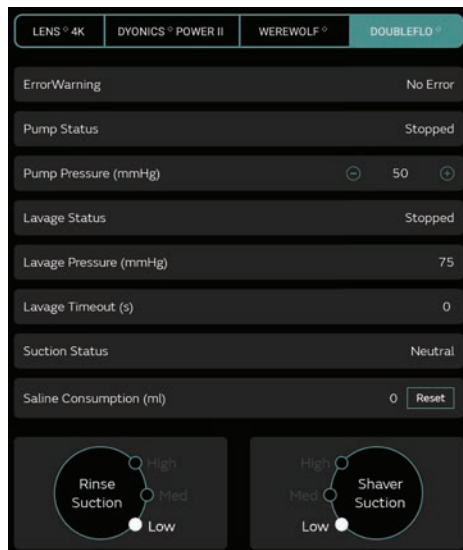 LENS ◇ 4K DYONICS ◇ POWER II WEREWOLF ◇ DOUBLEFLO ◇
ErrorWarning No Error
Pump Status Stopped
Pump Pressure (mmHg) − 50 +
Lavage Status Stopped
Lavage Pressure (mmHg) 75
Lavage Timeout (s) 0
Suction Status Neutral
Saline Consumption (ml) 0 Reset
Rinse Suction
High
Med
Low
High
Med
Low
Shaver Suction